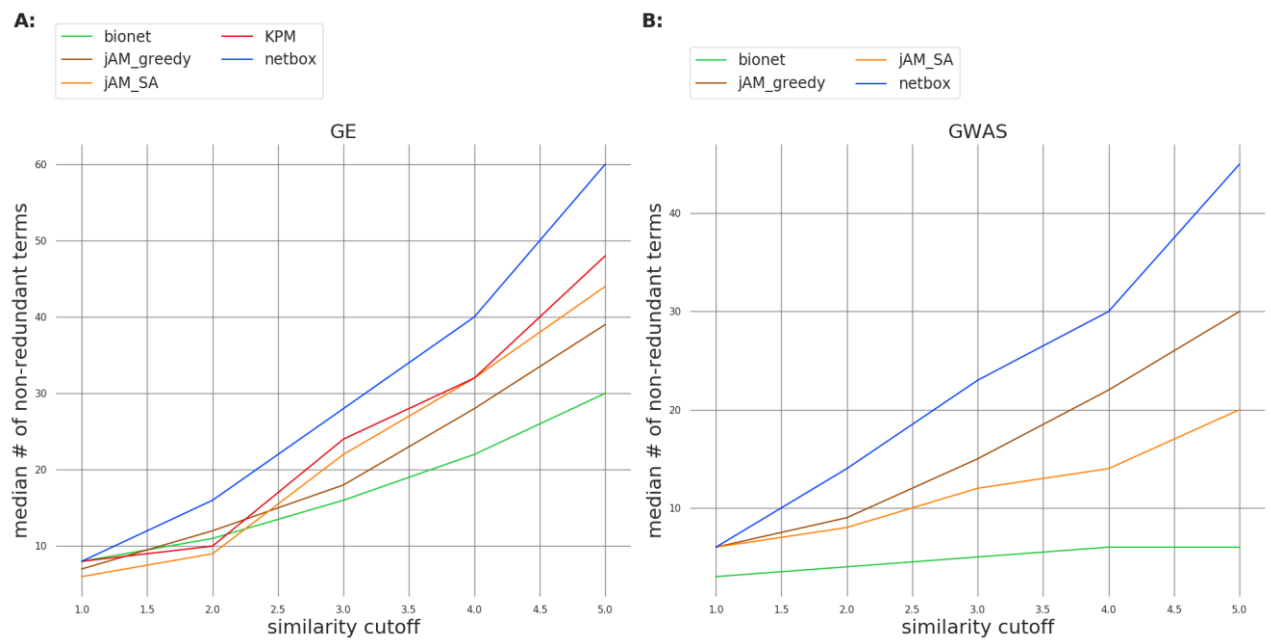 A:
bionet KPM
jAM_greedy netbox
jAM_SA
GE
median # of non-redundant terms
60
50
40
30
20
10
1.0 1.5 2.0 2.5 3.0 3.5 4.0 4.5 5.0
similarity cutoff
B:
bionet jAM_SA
jAM_greedy netbox
GWAS
median # of non-redundant terms
40
30
20
10
1.0 1.5 2.0 2.5 3.0 3.5 4.0 4.5 5.0
similarity cutoff